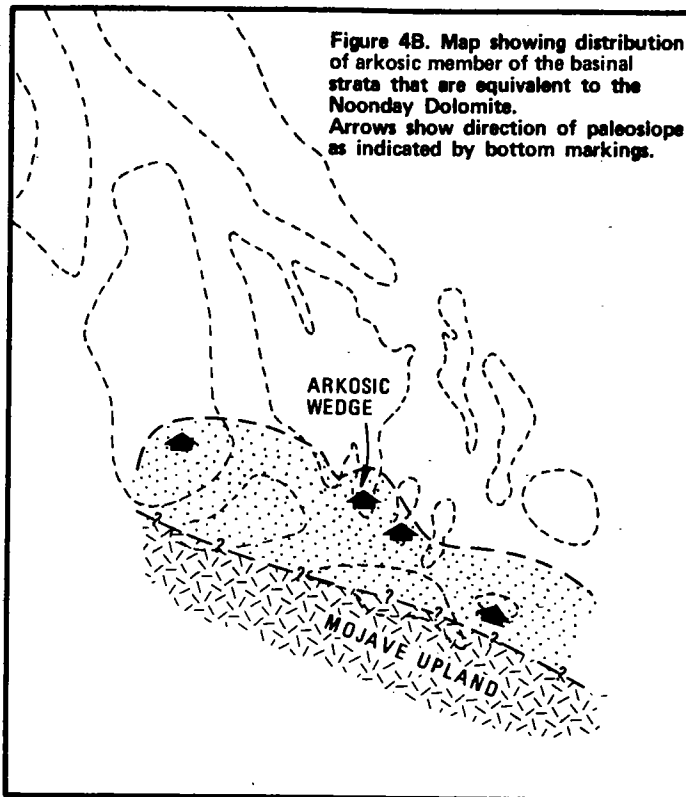 Figure 4B. Map showing distribution
of arkosic member of the basinal
strata that are equivalent to the
Noonday Dolomite.
Arrows show direction of paleoslope
as indicated by bottom markings.
ARKOSIC
WEDGE
?
?
?
?
?
?
?
MOJAVE UPLAND